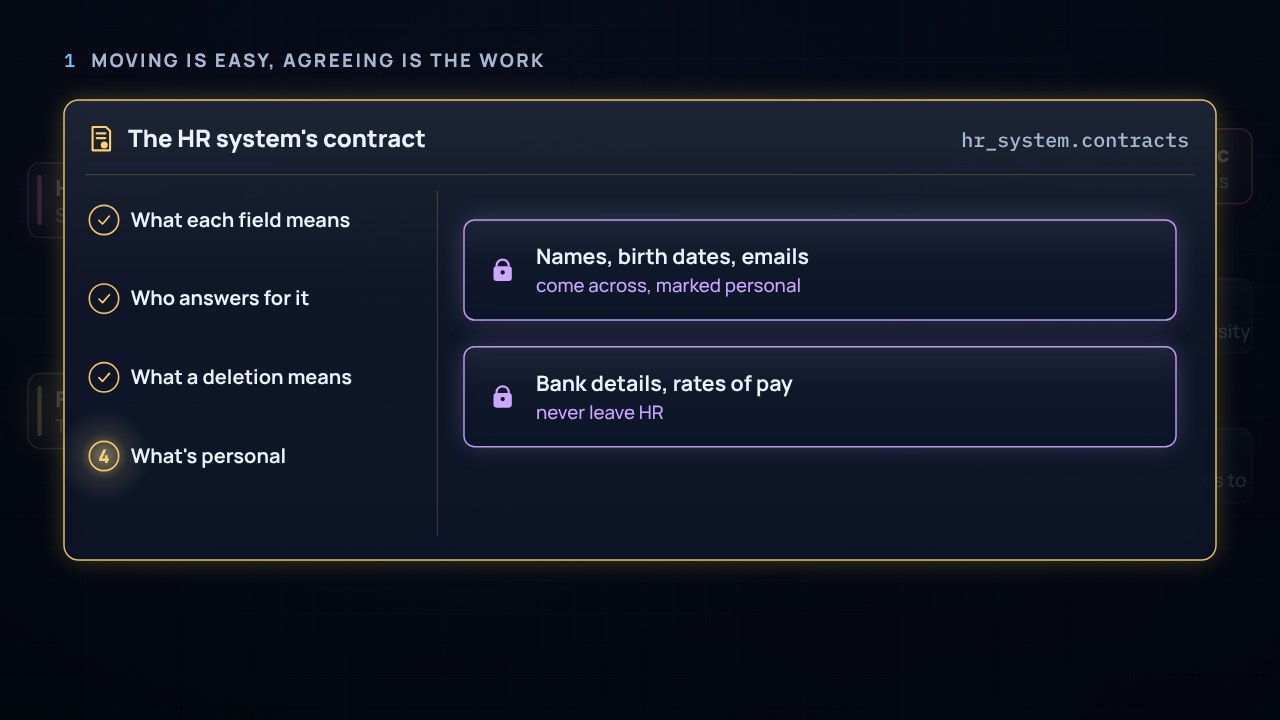 1 MOVING IS EASY, AGREEING IS THE WORK
The HR system's contract
hr_system.contracts
What each field means
Who answers for it
What a deletion means
4 What's personal
Names, birth dates, emails
come across, marked personal
Bank details, rates of pay
never leave HR
sity
s to